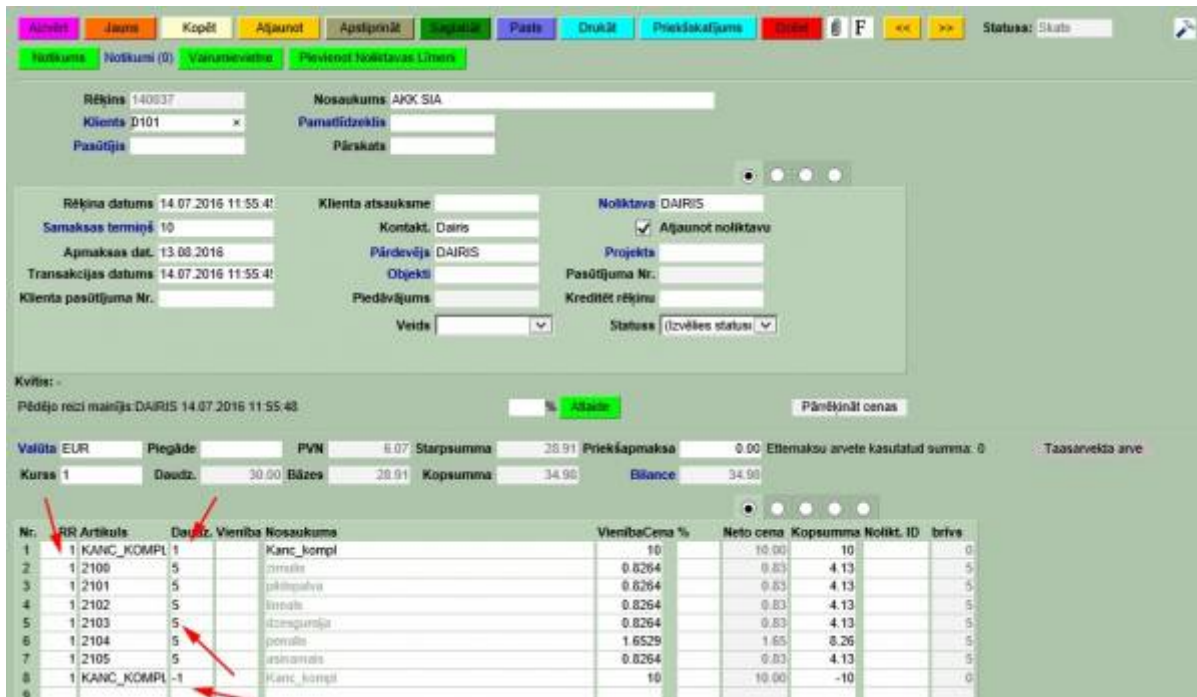 Aizvērt Jauns Kopēt Atjaunot Apstiprināt Saglabāt Paste Drukāt Priekšskatījums Dzēst F << >> Statuss: Skats
Notikums Notikumi (0) Vairumievietne Pievienot Noliktavas Līmeni
Rēķins 140037 Nosaukums AKK SIA
Klients 0101 × Pamatlīdzeklis
Pasūtījis Pārskats
Rēķina datums 14.07.2016 11:55:4 Klienta atsauksme Noliktava DAIRIS
Samaksas termiņš 10 Kontakt. Dairis Atjaunot noliktavu
Apmaksas dat. 13.08.2016 Pārdevējs DAIRIS Projekts
Transakcijas datums 14.07.2016 11:55:4 Objekti Pasūtījuma Nr.
Klienta pasūtījuma Nr. Piedāvājums Kreditēt rēķinu
Veids Statuss (Izvēlies statusu
Kvītis: -
Pēdējo reizi mainījis:DAIRIS 14.07.2016 11:55:48 % Atlaide Pārrēķināt cenas
Valūta EUR Piegāde PVN 6.07 Starpsumma 28.91 Priekšapmaksa 0.00 Ettemaksu arvete kasutatud summa: 0 Taasarvekta arve
Kurss 1 Daudz. 30.00 Bāzes 28.91 Kopsumma 34.98 Bilance 34.98
Nr. RR Artikuls Daudz. Vienība Nosaukums VienībaCena % Neto cena Kopsumma Nolikt. ID brīvs
1 1 KANC_KOMPL 1 Kanc_kompl 10 10.00 10 0
2 1 2100 5 zīmulis 0.8264 0.83 4.13 5
3 1 2101 5 0.8264 0.83 4.13 5
4 1 2102 5 lineāls 0.8264 0.83 4.13 5
5 1 2103 5 dzēšgumija 0.8264 0.83 4.13 5
6 1 2104 5 penālis 1.6529 1.65 8.26 5
7 1 2105 5 asināmais 0.8264 0.83 4.13 5
8 1 KANC_KOMPL -1 Kanc_kompl 10 10.00 -10 0
9